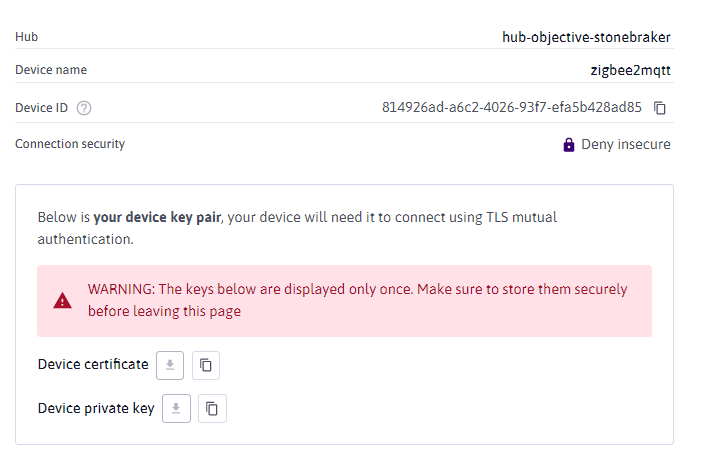 Hub hub-objective-stonebraker
Device name zigbee2mqtt
Device ID ? 814926ad-a6c2-4026-93f7-efa5b428ad85
Connection security Deny insecure
Below is your device key pair, your device will need it to connect using TLS mutual
authentication.
WARNING: The keys below are displayed only once. Make sure to store them securely
before leaving this page
Device certificate
Device private key